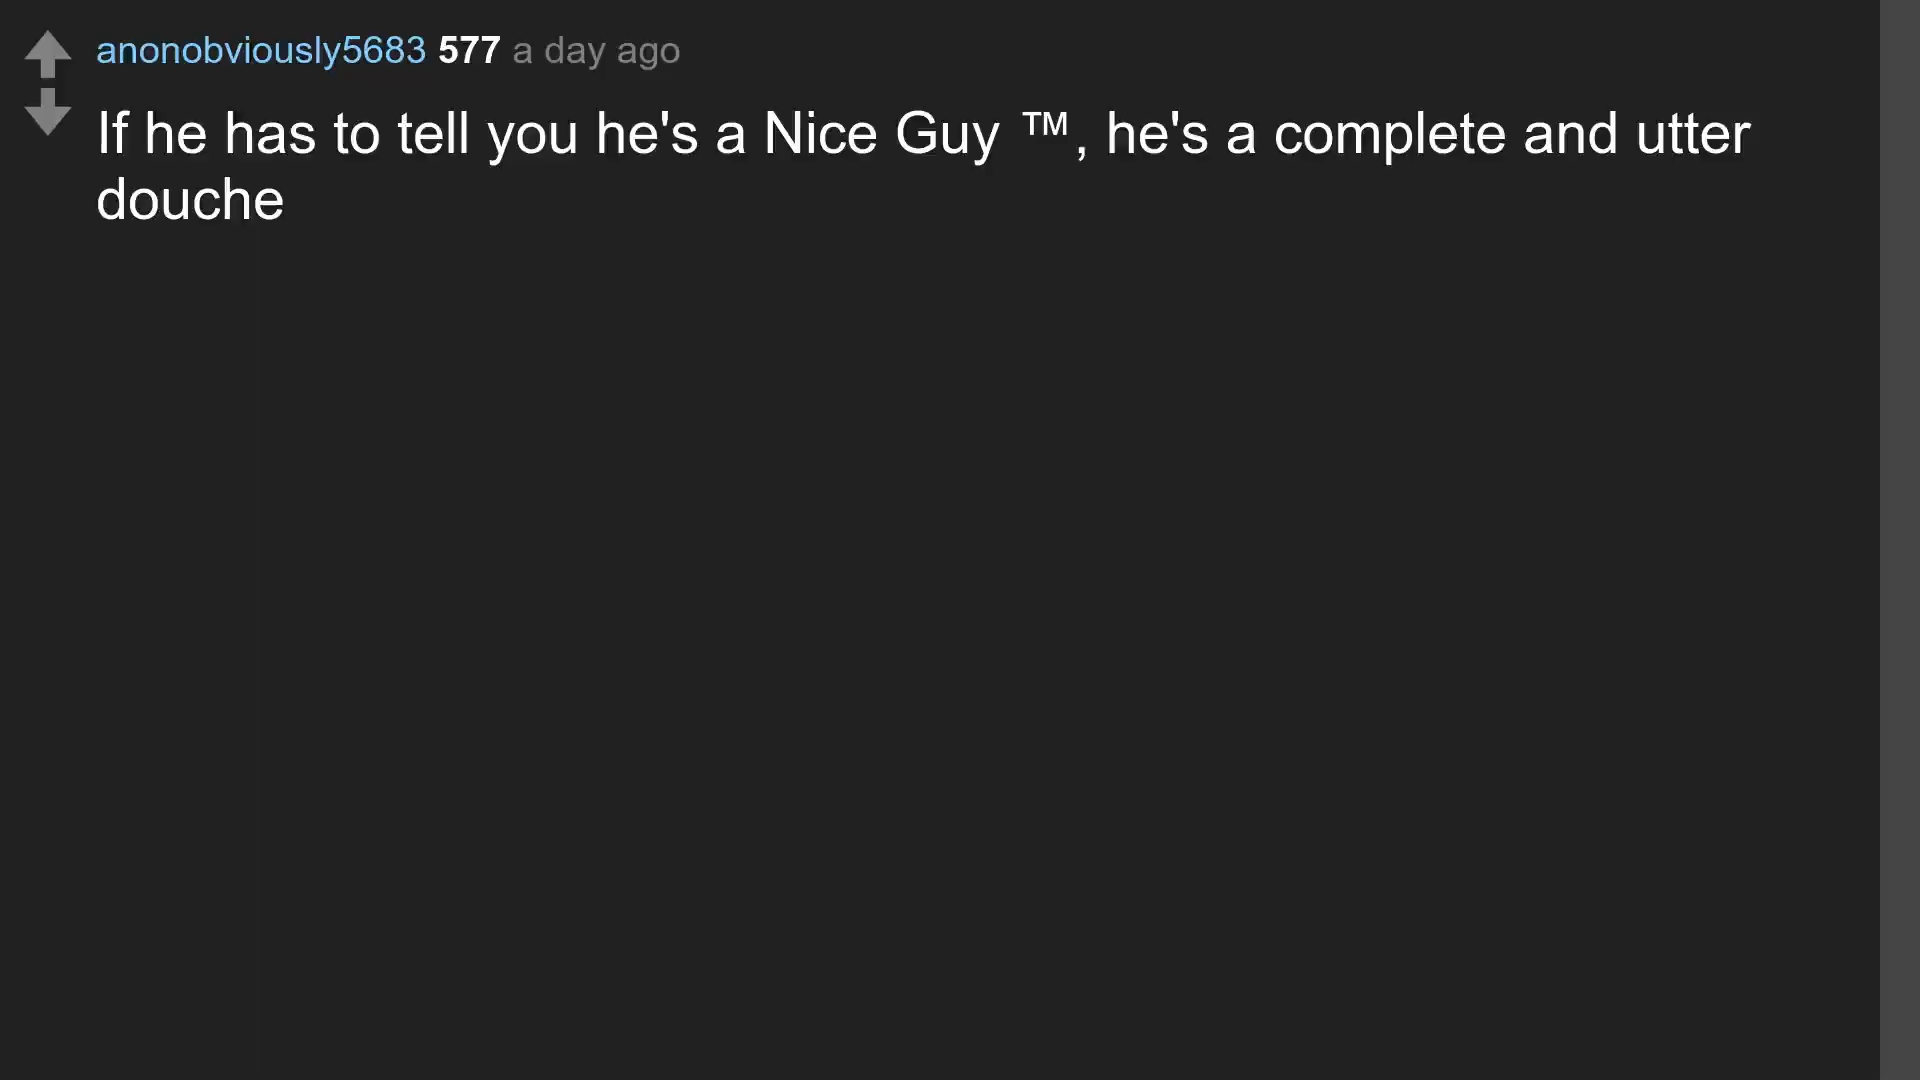 anonobviously5683 577 a day ago
If he has to tell you he's a Nice Guy ™, he's a complete and utter
douche